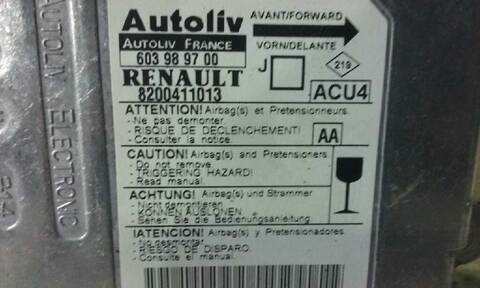 Autoliv
AVANT/FORWARD
AUTOLIV FRANCE
VORN/DELANTE
603 98 97 00
RENAULT
J
219
8200411013
ACU4
ATTENTION! Airbag(s) et Pretensionneurs.
- Ne pas demonter.
- RISQUE DE DECLENCHEMENT!
- Consulter la notice.
AA
CAUTION! Airbag(s) and Pretensioners
- Do not remove.
- TRIGGERING HAZARD!
- Read manual.
ACHTUNG! Airbag(s) und Strammer
- Nicht demontieren
- KONNEN AUSLONEN
- Sehen Sie die Bedienungsanleitung.
!ATENCION! Airbag(s) y Pretensionadores.
- No desmontar.
- RIESGO DE DISPARO.
- Consulte el manual.
AUTOLIV ELECTRONIC